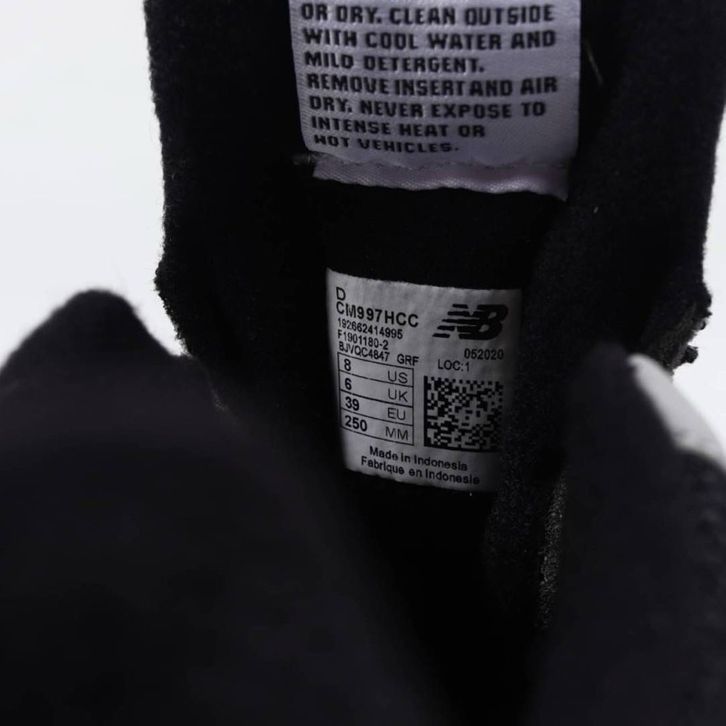 OR DRY. CLEAN OUTSIDE
WITH COOL WATER AND
MILD DETERGENT.
REMOVE INSERT AND AIR
DRY. NEVER EXPOSE TO
INTENSE HEAT OR
HOT VEHICLES.
D
CM997HCC
192662414995
F1901180-2
BJVQC4847 GRF
NB
052020
LOC:1
8 US
6 UK
39 EU
250 MM
Made in Indonesia
Fabrique en Indonesie